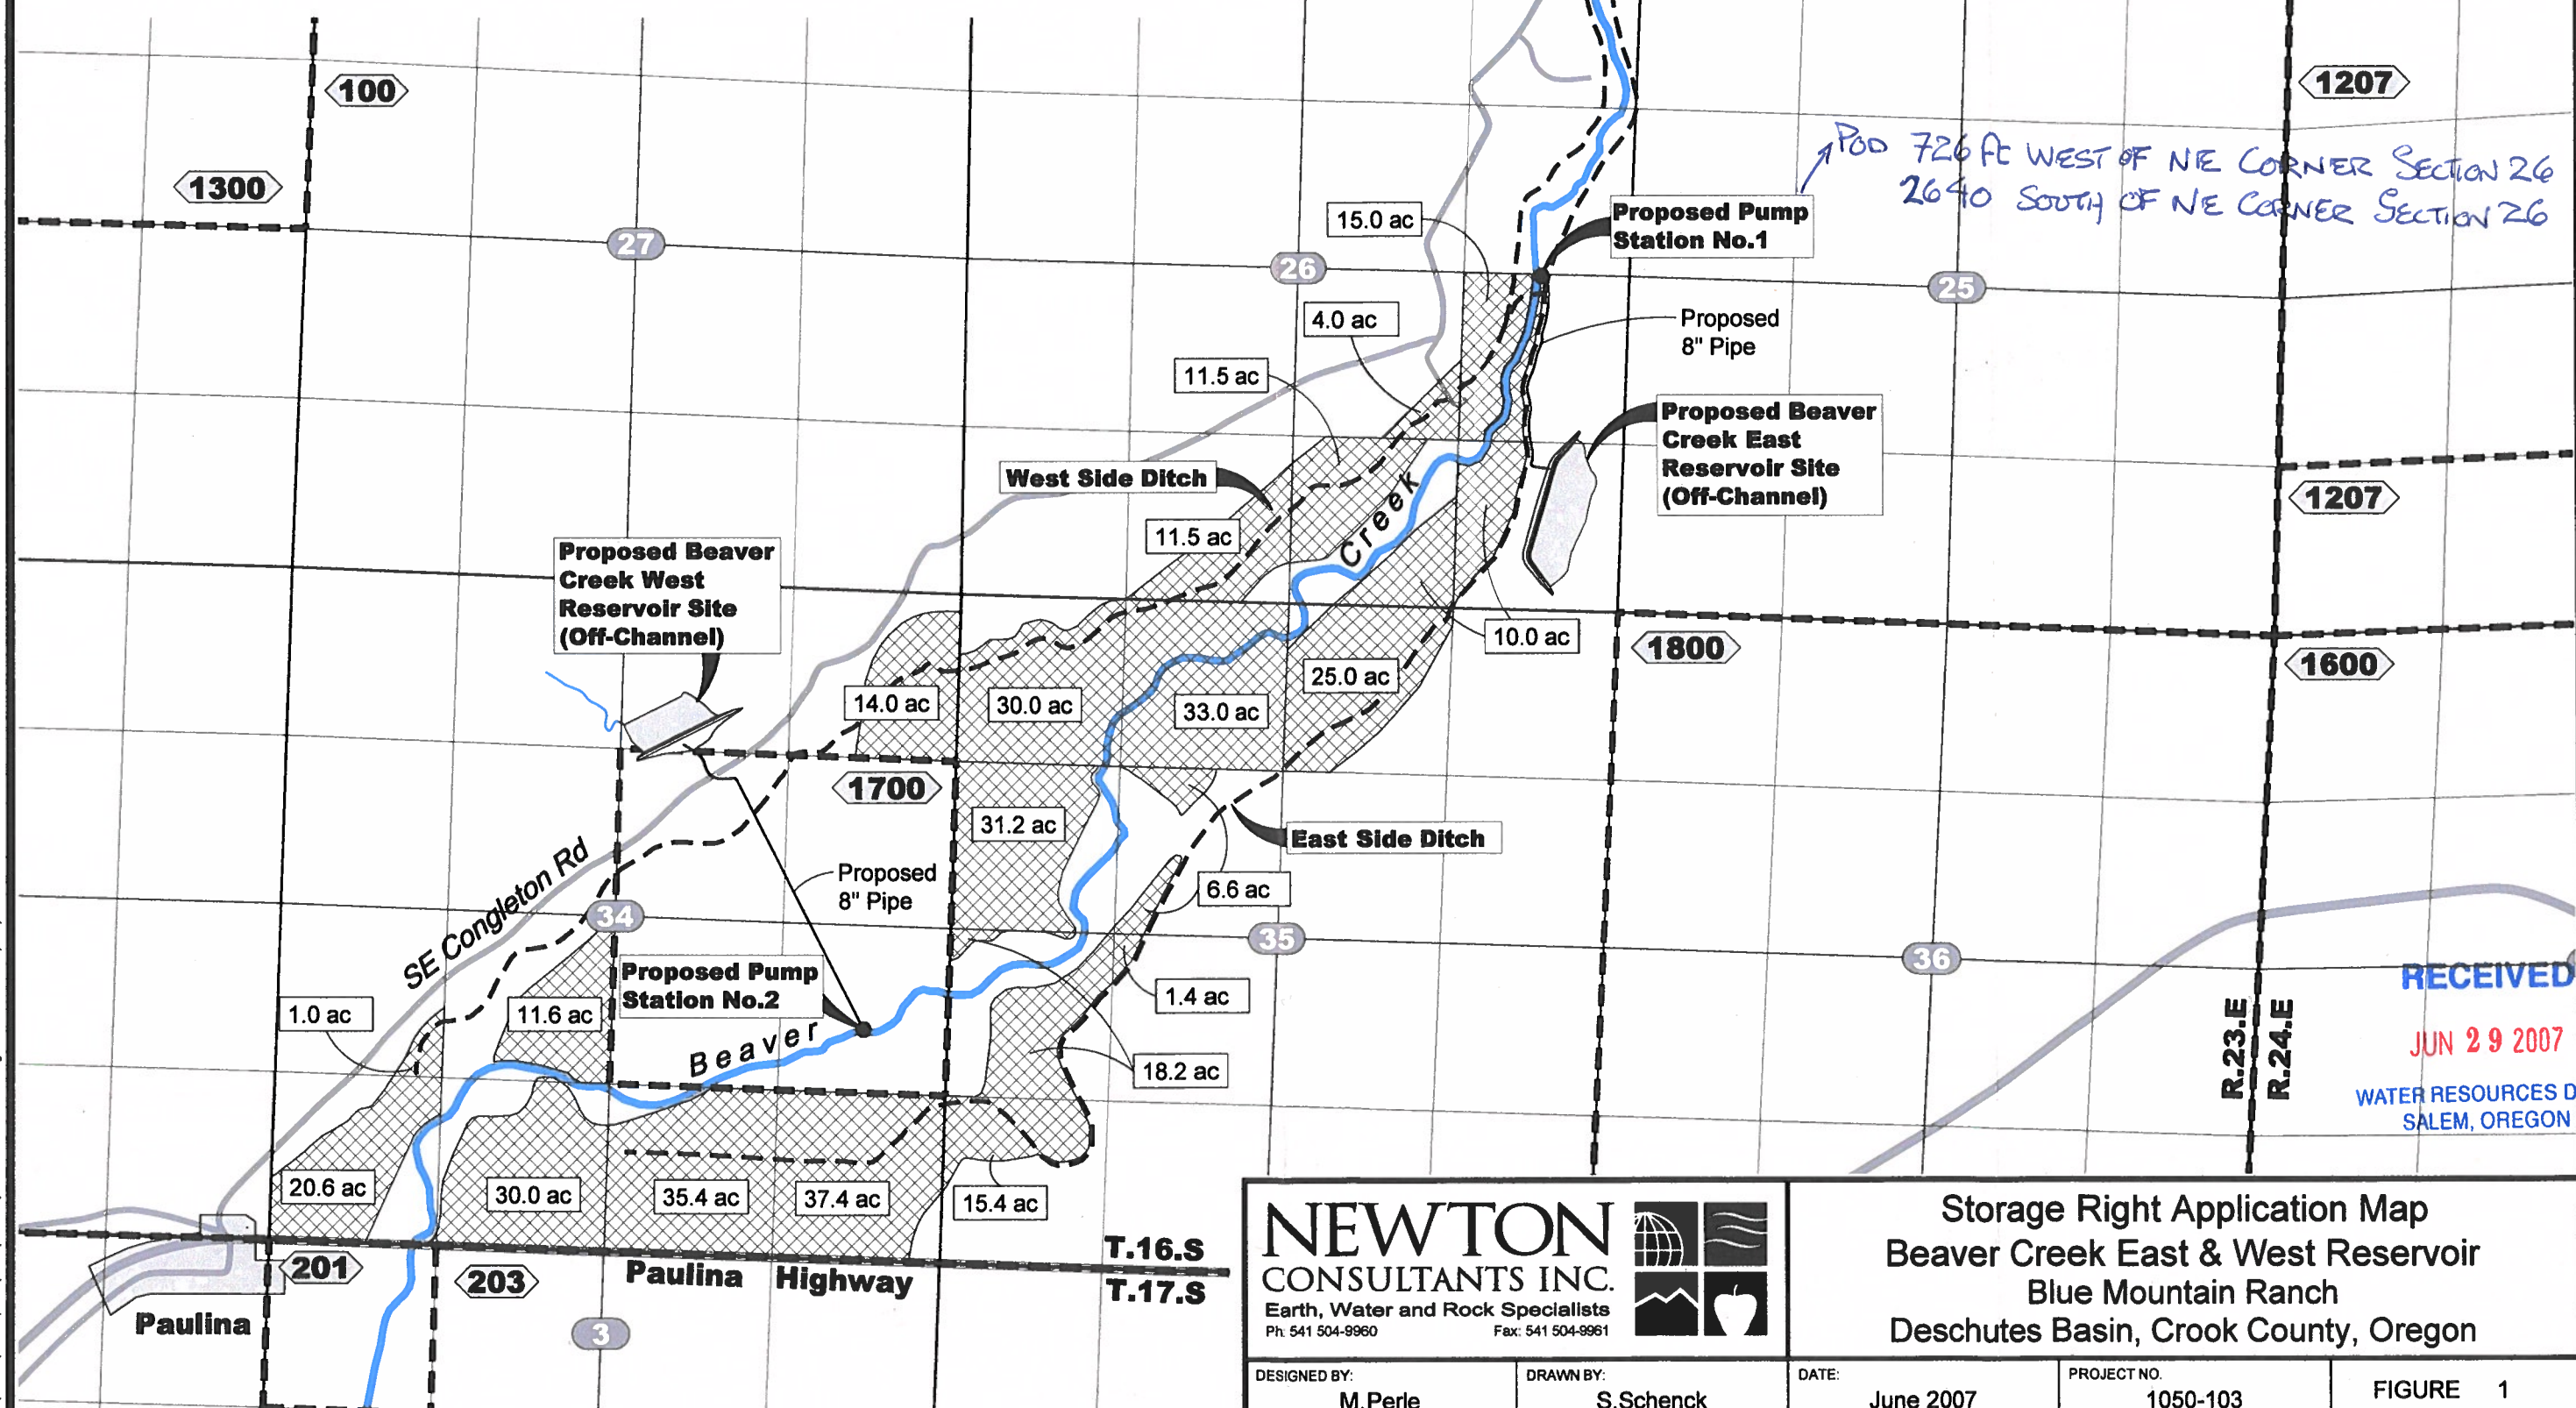 100
1300
1207
POD 726 Ft WEST OF NE CORNER SECTION 26
2640 SOUTH OF NE CORNER SECTION 26
27
26
25
15.0 ac
Proposed Pump
Station No.1
4.0 ac
Proposed
8" Pipe
11.5 ac
Proposed Beaver
Creek East
Reservoir Site
(Off-Channel)
West Side Ditch
1207
11.5 ac
Creek
Proposed Beaver
Creek West
Reservoir Site
(Off-Channel)
10.0 ac
1800
1600
25.0 ac
14.0 ac
30.0 ac
33.0 ac
1700
31.2 ac
East Side Ditch
SE Congleton Rd
Proposed
8" Pipe
6.6 ac
34
35
36
Proposed Pump
Station No.2
1.4 ac
1.0 ac
11.6 ac
Beaver
18.2 ac
R.23.E
R.24.E
RECEIVED
JUN 29 2007
WATER RESOURCES D
SALEM, OREGON
20.6 ac
30.0 ac
35.4 ac
37.4 ac
15.4 ac
T.16.S
T.17.S
201
203
Paulina Highway
Paulina
3
NEWTON
CONSULTANTS INC.
Earth, Water and Rock Specialists
Ph: 541 504-9960 Fax: 541 504-9961
Storage Right Application Map
Beaver Creek East & West Reservoir
Blue Mountain Ranch
Deschutes Basin, Crook County, Oregon
DESIGNED BY:
M.Perle
DRAWN BY:
S.Schenck
DATE:
June 2007
PROJECT NO.
1050-103
FIGURE 1